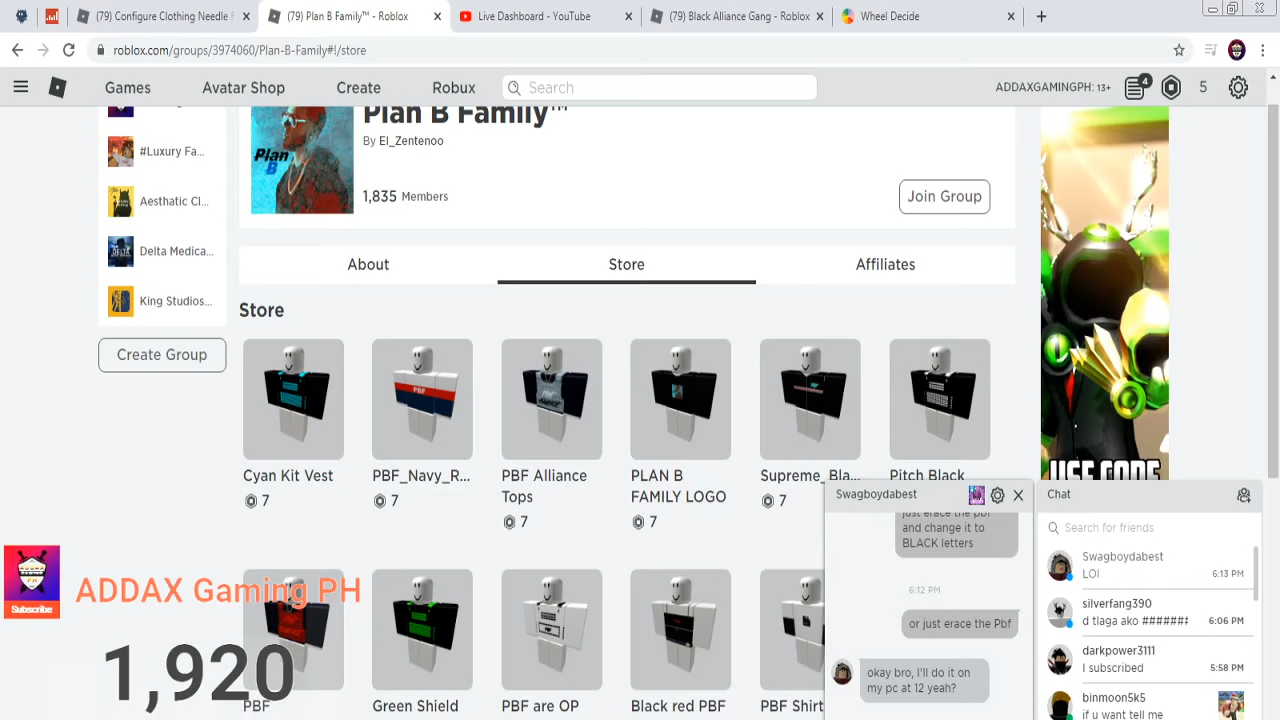 (79) Configure Clothing Needle F
(79) Plan B Family™ - Roblox
Live Dashboard - YouTube
(79) Black Alliance Gang - Roblox
Wheel Decide
roblox.com/groups/3974060/Plan-B-Family#!/store
Games
Avatar Shop
Create
Robux
Search
ADDAXGAMINGPH: 13+
4
5
#Luxury Fa...
Aesthatic Cl...
Delta Medica...
King Studios...
Create Group
Plan B
Plan B Family™
By El_Zentenoo
1,835 Members
Join Group
About
Store
Affiliates
Store
PBF
Cyan Kit Vest
7
PBF_Navy_R...
7
PBF Alliance
Tops
7
PLAN B
FAMILY LOGO
7
Supreme_Bla...
7
Pitch Black
PBF
Green Shield
PBF are OP
Black red PBF
PBF Shirt
Subscribe
ADDAX Gaming PH
1,920
Swagboydabest
just erace the pbf
and change it to
BLACK letters
6:12 PM
or just erace the Pbf
okay bro, I'll do it on
my pc at 12 yeah?
Chat
Search for friends
Swagboydabest
LOl
6:13 PM
silverfang390
d tlaga ako #######
6:06 PM
darkpower3111
I subscribed
5:58 PM
binmoon5k5
if u want tell me